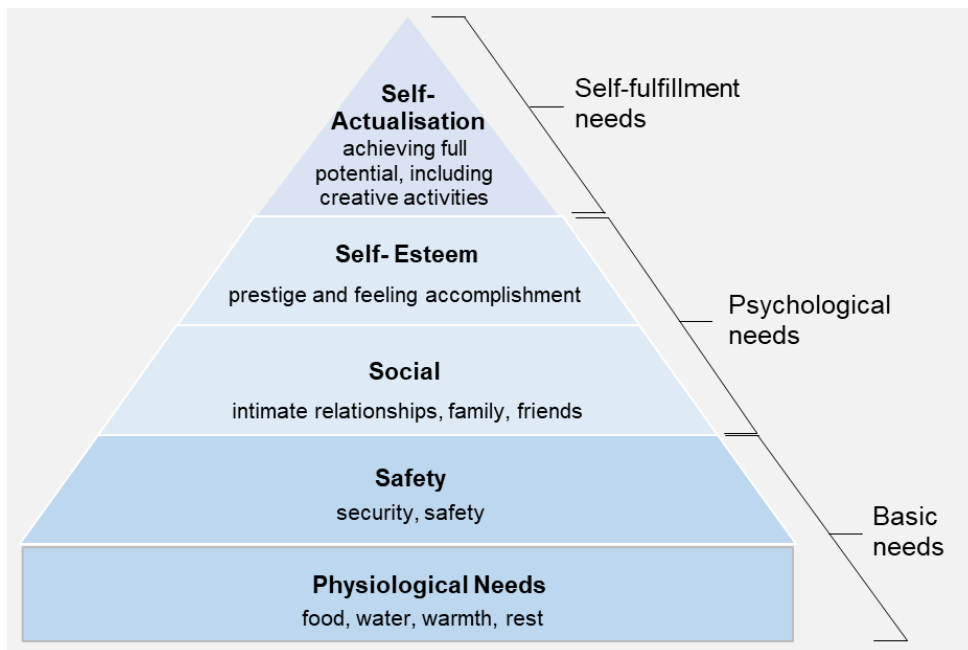 Self-
Actualisation
achieving full
potential, including
creative activities
Self-fulfillment
needs
Self- Esteem
prestige and feeling accomplishment
Psychological
needs
Social
intimate relationships, family, friends
Safety
security, safety
Basic
needs
Physiological Needs
food, water, warmth, rest